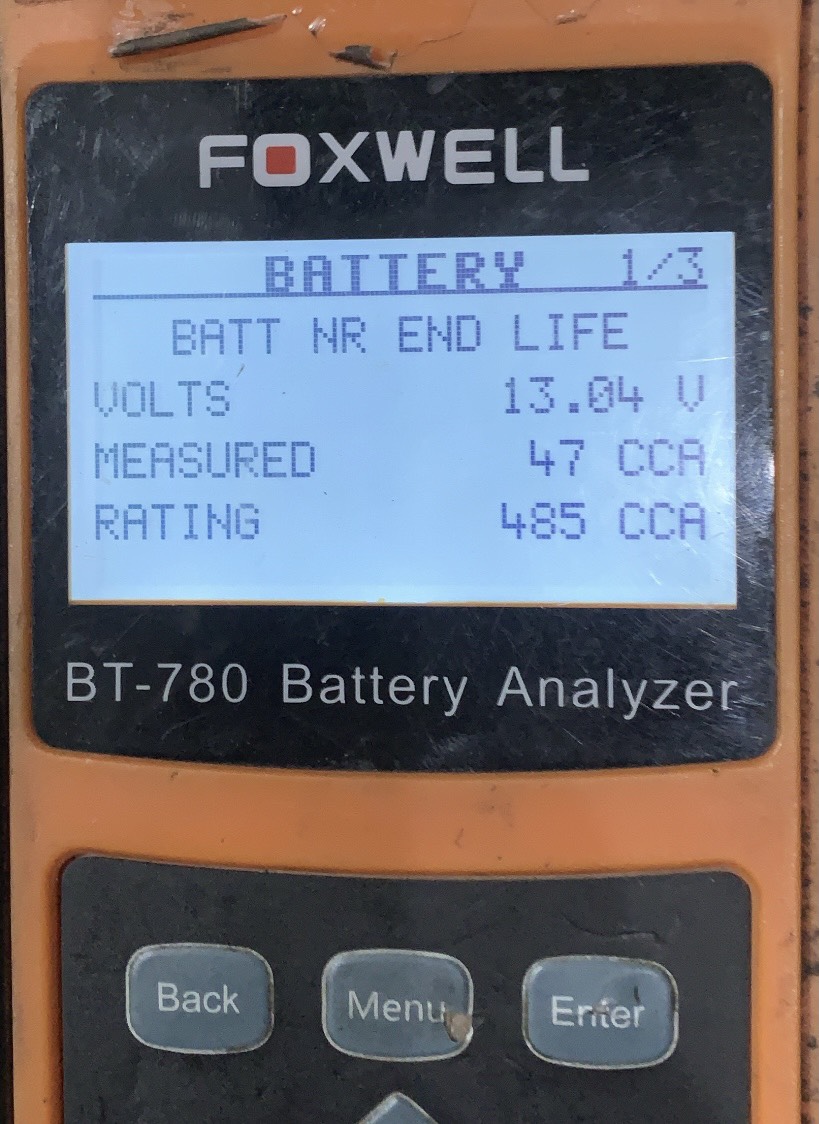 FOXWELL
BATTERY 1/3
BATT NR END LIFE
VOLTS 13.04 V
MEASURED 47 CCA
RATING 485 CCA
BT-780 Battery Analyzer
Back Menu Enter